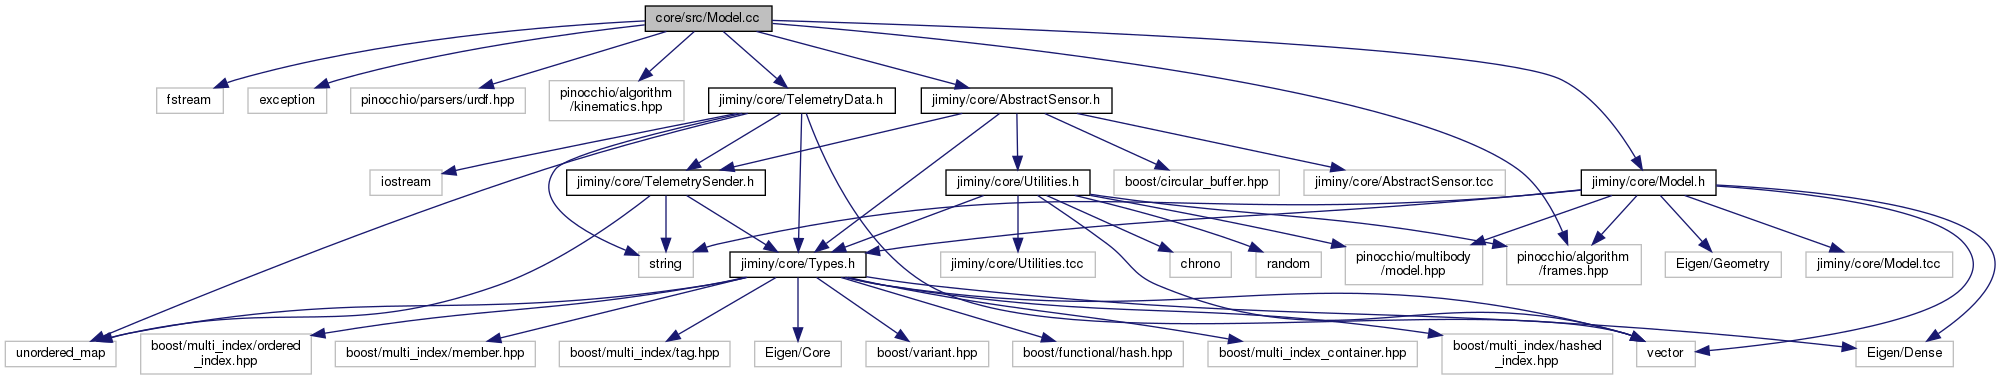 core/src/Model.cc
fstream
exception
pinocchio/parsers/urdf.hpp
pinocchio/algorithm
/kinematics.hpp
jiminy/core/TelemetryData.h
jiminy/core/AbstractSensor.h
iostream
jiminy/core/TelemetrySender.h
jiminy/core/Utilities.h
boost/circular_buffer.hpp
jiminy/core/AbstractSensor.tcc
jiminy/core/Model.h
string
jiminy/core/Types.h
jiminy/core/Utilities.tcc
chrono
random
pinocchio/multibody
/model.hpp
pinocchio/algorithm
/frames.hpp
Eigen/Geometry
jiminy/core/Model.tcc
unordered_map
boost/multi_index/ordered
_index.hpp
boost/multi_index/member.hpp
boost/multi_index/tag.hpp
Eigen/Core
boost/variant.hpp
boost/functional/hash.hpp
boost/multi_index_container.hpp
boost/multi_index/hashed
_index.hpp
vector
Eigen/Dense